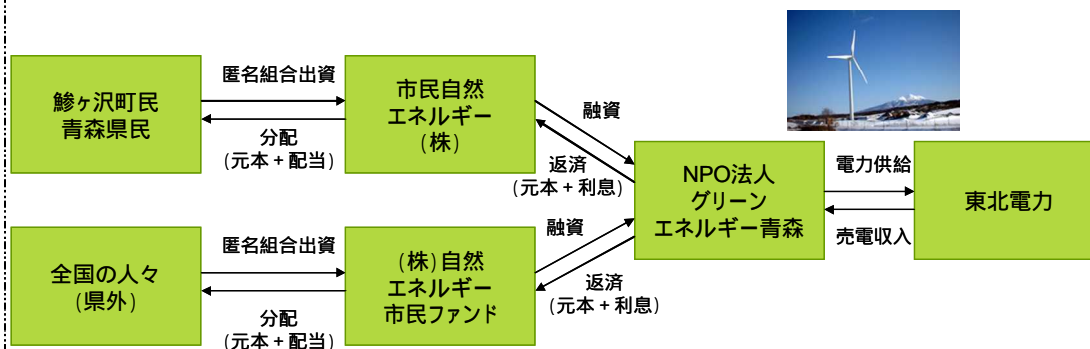 鰺ヶ沢町民
青森県民
匿名組合出資
分配
(元本+配当)
市民自然
エネルギー
(株)
融資
返済
(元本+利息)
NPO法人
グリーン
エネルギー青森
電力供給
売電収入
東北電力
全国の人々
(県外)
匿名組合出資
分配
(元本+配当)
(株)自然
エネルギー
市民ファンド
融資
返済
(元本+利息)